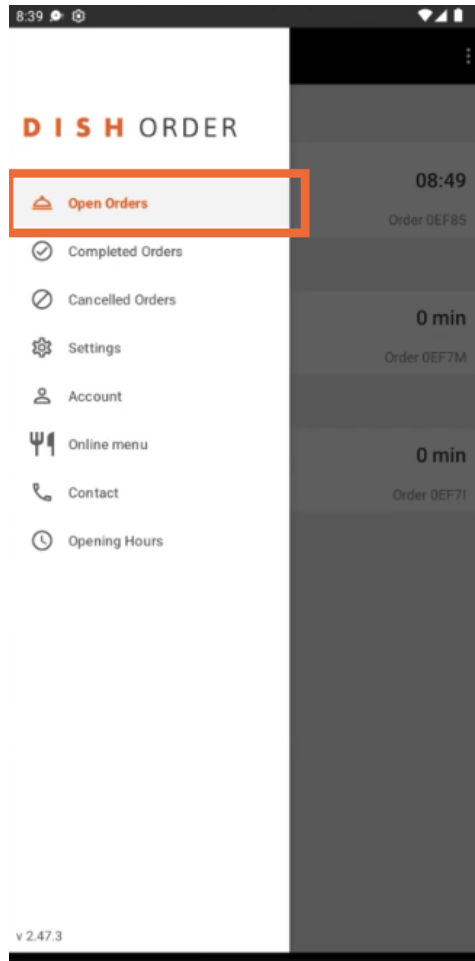 8:39
DISH ORDER
Open Orders
08:49
Order 0EF85
Completed Orders
Cancelled Orders
0 min
Settings
Order 0EF7M
Account
Online menu
0 min
Contact
Order 0EF7I
Opening Hours
v 2.47.3